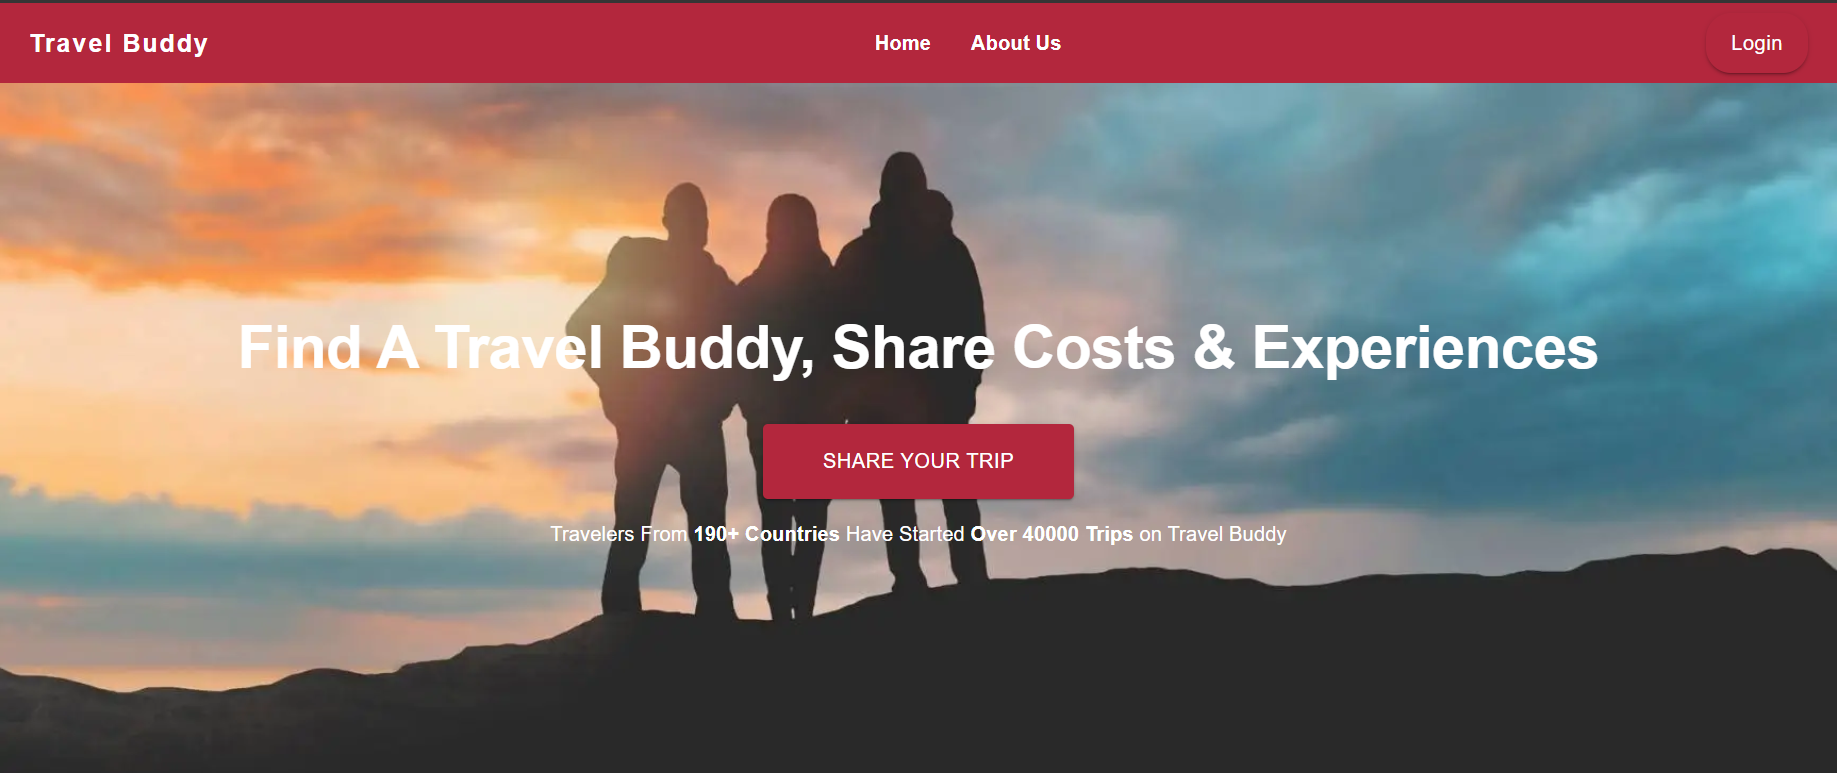 Travel Buddy
Home
About Us
Login
Find A Travel Buddy, Share Costs & Experiences
SHARE YOUR TRIP
Travelers From 190+ Countries Have Started Over 40000 Trips on Travel Buddy